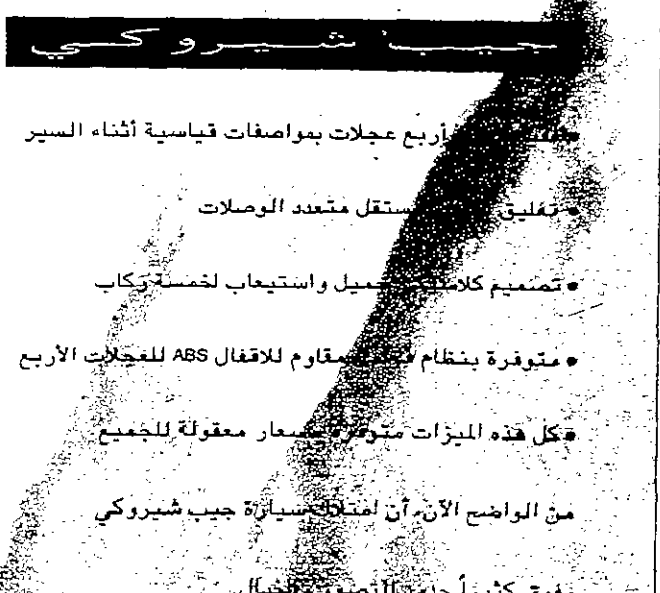 جيب شيروكي
أربع عجلات بمواصفات قياسية أثناء السير
• تعليق مستقل متعدد الوصلات
• تصميم كلاسيكي جميل واستيعاب لخمسة ركاب
• متوفرة بنظام مقاوم للاقفال ABS للعجلات الأربع
• كل هذه الميزات متوفرة بأسعار معقولة للجميع
من الواضح الآن، أن امتلاك سيارة جيب شيروكي